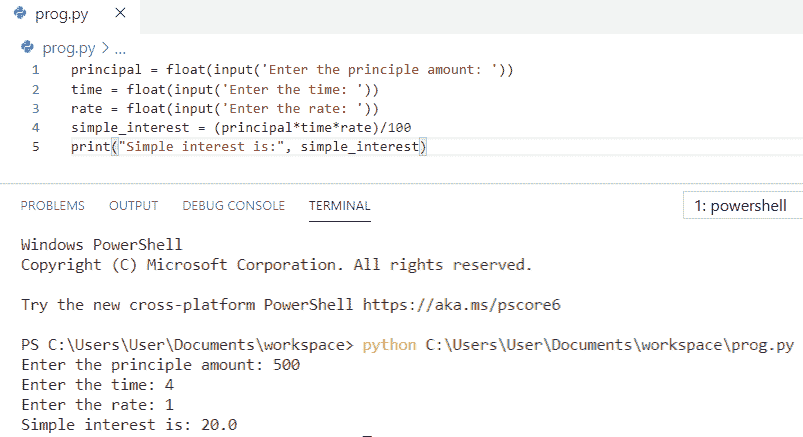 prog.py
prog.py > ...
1 principal = float(input('Enter the principle amount: '))
2 time = float(input('Enter the time: '))
3 rate = float(input('Enter the rate: '))
4 simple_interest = (principal*time*rate)/100
5 print("Simple interest is:", simple_interest)
PROBLEMS OUTPUT DEBUG CONSOLE TERMINAL 1: powershell
Windows PowerShell
Copyright (C) Microsoft Corporation. All rights reserved.
Try the new cross-platform PowerShell https://aka.ms/pscore6
PS C:\Users\User\Documents\workspace> python C:\Users\User\Documents\workspace\prog.py
Enter the principle amount: 500
Enter the time: 4
Enter the rate: 1
Simple interest is: 20.0